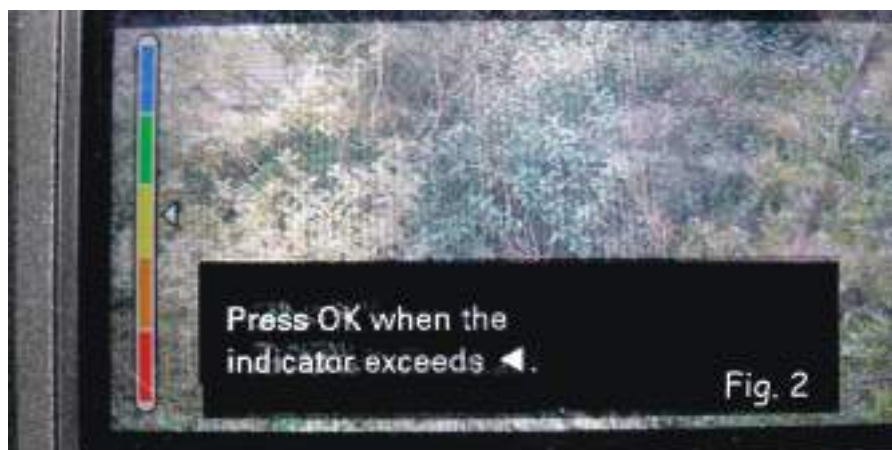 Press OK when the
indicator exceeds ◀.
Fig. 2